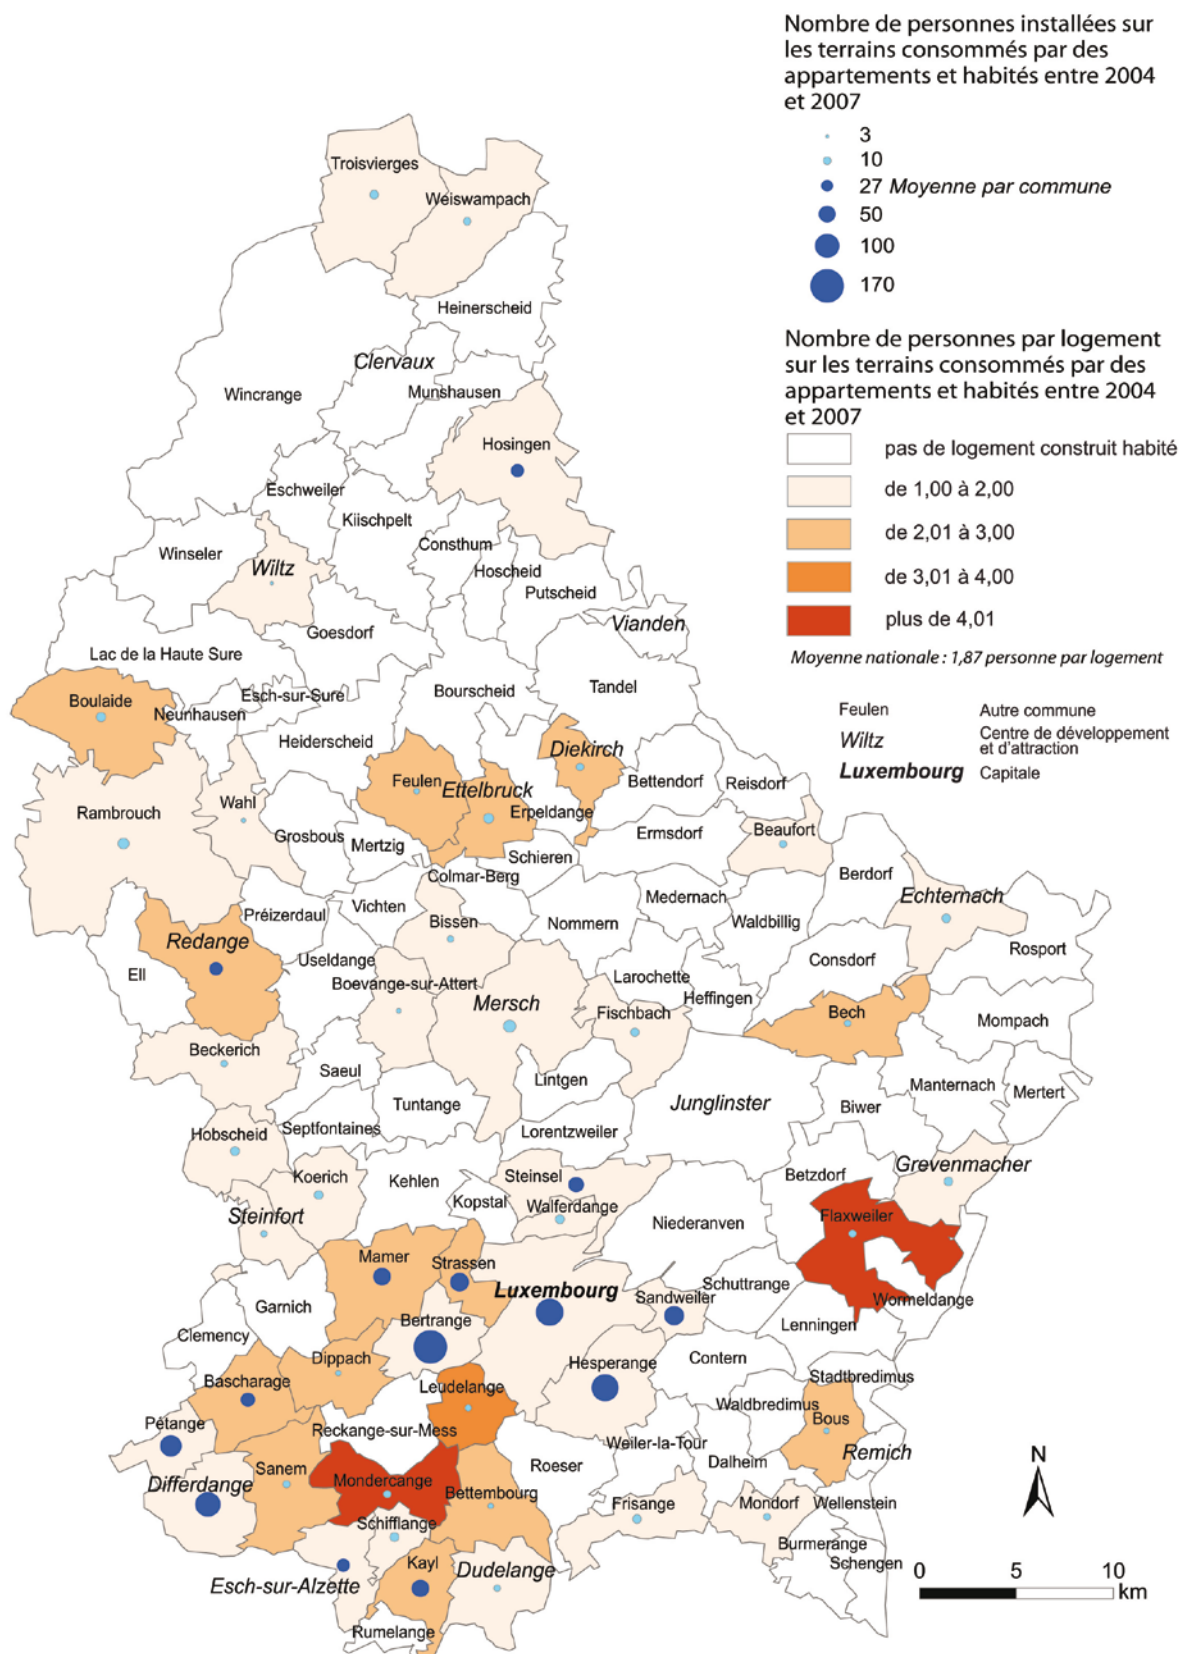 Nombre de personnes installées sur
les terrains consommés par des
appartements et habités entre 2004
et 2007
3
10
27 Moyenne par commune
50
100
170
Nombre de personnes par logement
sur les terrains consommés par des
appartements et habités entre 2004
et 2007
pas de logement construit habité
de 1,00 à 2,00
de 2,01 à 3,00
de 3,01 à 4,00
plus de 4,01
Moyenne nationale : 1,87 personne par logement
Feulen Autre commune
Wiltz Centre de développement
et d'attraction
Luxembourg Capitale
Troisvierges
Weiswampach
Heinerscheid
Clervaux
Wincrange
Munshausen
Hosingen
Eschweiler
Kiischpelt
Winseler
Consthum
Wiltz
Hoscheid
Putscheid
Goesdorf
Vianden
Lac de la Haute Sure
Boulaide
Neunhausen
Esch-sur-Sure
Bourscheid
Tandel
Heiderscheid
Diekirch
Feulen
Ettelbruck
Bettendorf
Reisdorf
Rambrouch
Wahl
Erpeldange
Grosbous
Mertzig
Ermsdorf
Beaufort
Schieren
Colmar-Berg
Berdorf
Préizerdaul
Vichten
Bissen
Nommern
Medernach
Waldbillig
Echternach
Redange
Rosport
Ell
Useldange
Consdorf
Boevange-sur-Attert
Larochette
Heffingen
Mersch
Fischbach
Bech
Mompach
Beckerich
Saeul
Lintgen
Manternach
Mertert
Tuntange
Junglinster
Biwer
Septfontaines
Hobscheid
Lorentzweiler
Koerich
Kehlen
Steinsel
Betzdorf
Grevenmacher
Kopstal
Walferdange
Steinfort
Niederanven
Flaxweiler
Mamer
Strassen
Luxembourg
Sandweiler
Schuttrange
Wormeldange
Garnich
Clemency
Bertrange
Lenningen
Dippach
Hesperange
Contern
Bascharage
Leudelange
Stadtbredimus
Waldbredimus
Pétange
Reckange-sur-Mess
Bous
Weiler-la-Tour
Remich
Differdange
Sanem
Mondercange
Roeser
Dalheim
Bettembourg
Frisange
Mondorf
Wellenstein
Schifflange
Burmerange
Kayl
Dudelange
Schengen
Esch-sur-Alzette
Rumelange
N
0 5 10
km